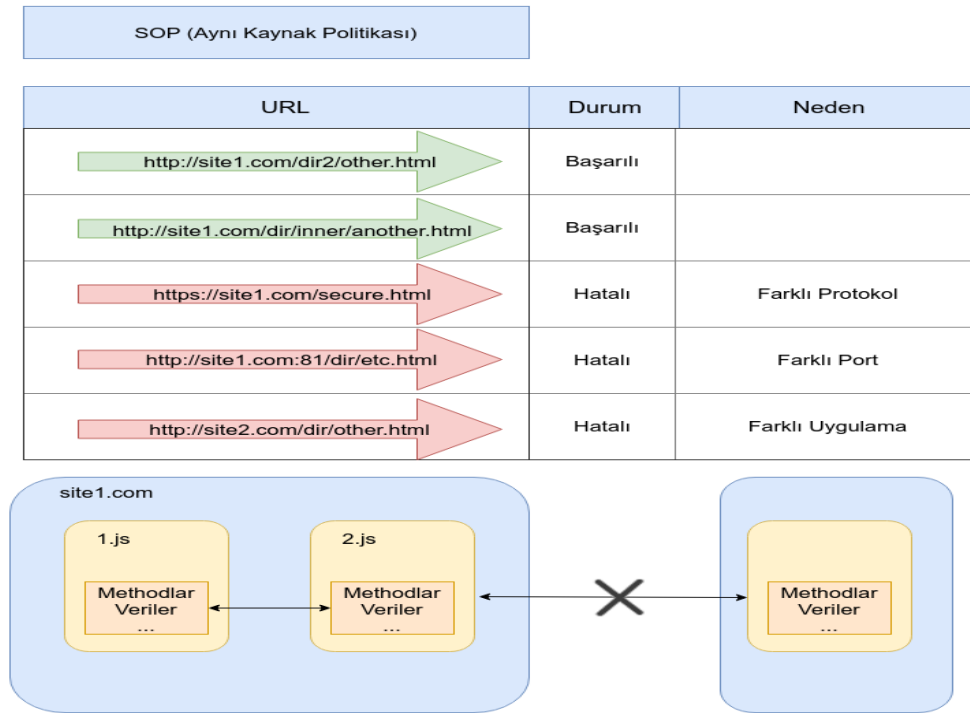 SOP (Aynı Kaynak Politikası)
URL Durum Neden
http://site1.com/dir2/other.html Başarılı
http://site1.com/dir/inner/another.html Başarılı
https://site1.com/secure.html Hatalı Farklı Protokol
http://site1.com:81/dir/etc.html Hatalı Farklı Port
http://site2.com/dir/other.html Hatalı Farklı Uygulama
site1.com
1.js
2.js
Methodlar
Veriler
...
Methodlar
Veriler
...
Methodlar
Veriler
...